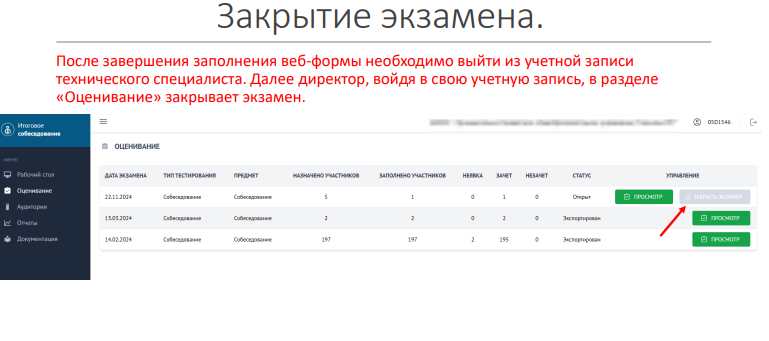 Закрытие экзамена.
После завершения заполнения веб-формы необходимо выйти из учетной записи
технического специалиста. Далее директор, войдя в свою учетную запись, в разделе
«Оценивание» закрывает экзамен.
Итоговое
собеседование
0501546
МЕНЮ
Рабочий стол
Оценивание
Аудитории
Отчеты
Документация
ОЦЕНИВАНИЕ
ДАТА ЭКЗАМЕНА ТИП ТЕСТИРОВАНИЯ ПРЕДМЕТ НАЗНАЧЕНО УЧАСТНИКОВ ЗАПОЛНЕНО УЧАСТНИКОВ НЕЯВКА ЗАЧЕТ НЕЗАЧЕТ СТАТУС УПРАВЛЕНИЕ
22.11.2024 Собеседование Собеседование 5 1 0 1 0 Открыт ПРОСМОТР ЗАКРЫТЬ ЭКЗАМЕН
13.03.2024 Собеседование Собеседование 2 2 0 2 0 Экспортирован ПРОСМОТР
14.02.2024 Собеседование Собеседование 197 197 2 195 0 Экспортирован ПРОСМОТР